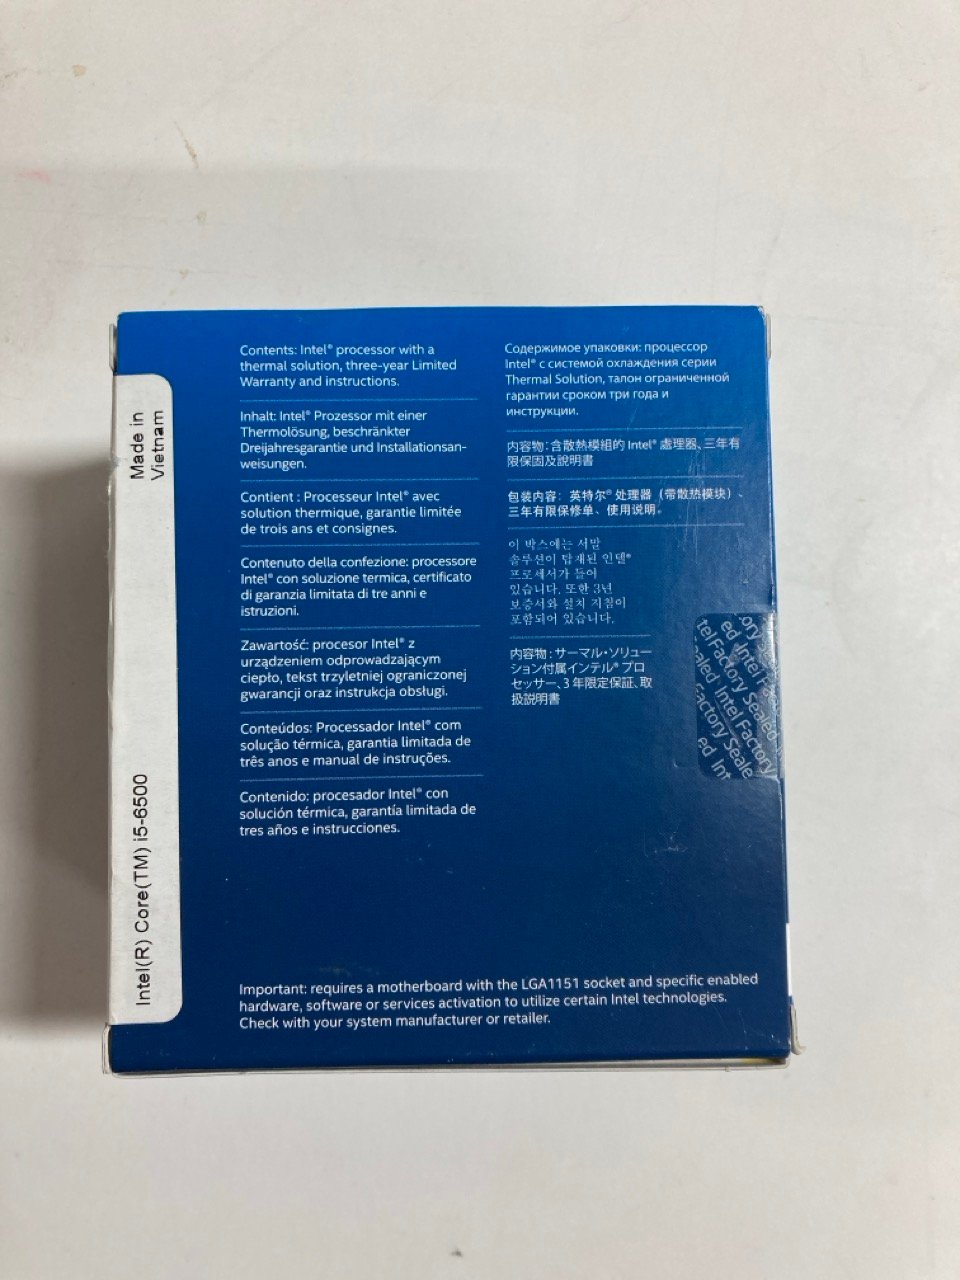 Made in
Vietnam
Intel(R) Core(TM) i5-6500
Contents: Intel® processor with a
thermal solution, three-year Limited
Warranty and instructions.
Inhalt: Intel® Prozessor mit einer
Thermolösung, beschränkter
Dreijahresgarantie und Installationsan-
weisungen.
Contient : Processeur Intel® avec
solution thermique, garantie limitée
de trois ans et consignes.
Contenuto della confezione: processore
Intel® con soluzione termica, certificato
di garanzia limitata di tre anni e
istruzioni.
Zawartość: procesor Intel® z
urządzeniem odprowadzającym
ciepło, tekst trzyletniej ograniczonej
gwarancji oraz instrukcja obsługi.
Conteúdos: Processador Intel® com
solução térmica, garantia limitada de
três anos e manual de instruções.
Contenido: procesador Intel® con
solución térmica, garantía limitada de
tres años e instrucciones.
Содержимое упаковки: процессор
Intel® с системой охлаждения серии
Thermal Solution, талон ограниченной
гарантии сроком три года и
инструкции.
內容物: 含散熱模組的 Intel® 處理器、三年有
限保固及說明書
包装内容: 英特尔® 处理器 (带散热模块) 、
三年有限保修单、使用说明。
이 박스에는 서말
솔루션이 탑재된 인텔®
프로세서가 들어
있습니다. 또한 3년
보증서와 설치 지침이
포함되어 있습니다.
内容物 : サーマル・ソリュー
ション付属インテル® プロ
セッサー、3 年限定保証、取
扱説明書
ory
ed Intel Fa
tel Factory Sealed
aled Intel Factory
Factory Seale
ed Int
Important: requires a motherboard with the LGA1151 socket and specific enabled
hardware, software or services activation to utilize certain Intel technologies.
Check with your system manufacturer or retailer.